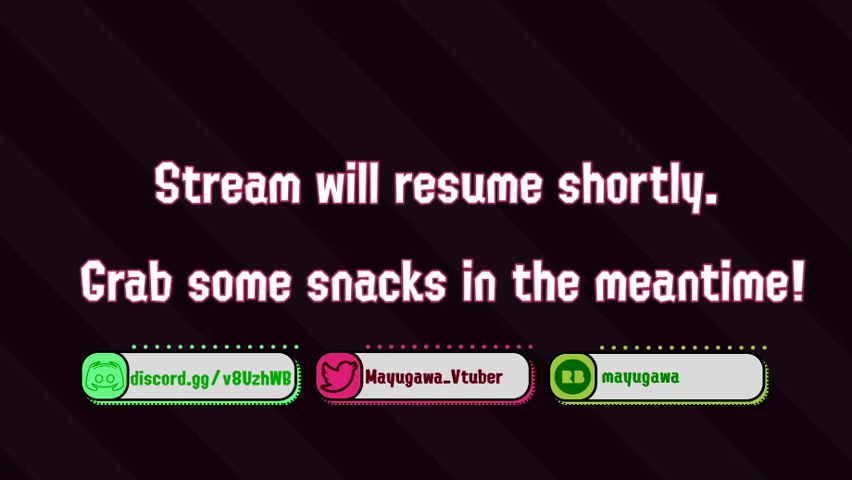 Stream will resume shortly.
Grab some snacks in the meantime!
discord.gg/v8UzhWB
Mayugawa_Vtuber
RB mayugawa